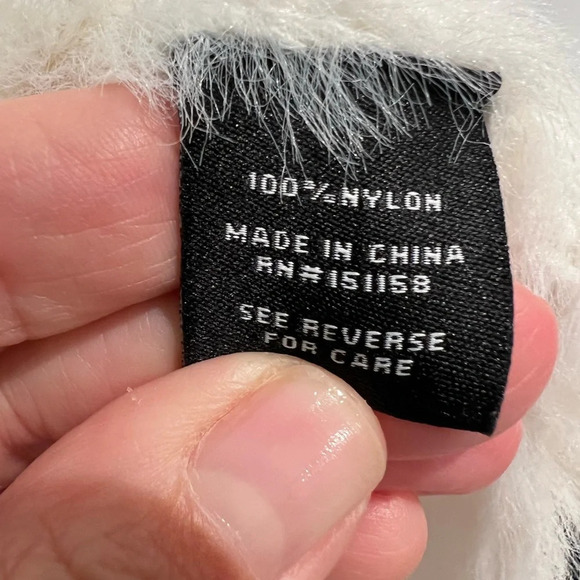 100% NYLON
MADE IN CHINA
RN#151158
SEE REVERSE
FOR CARE